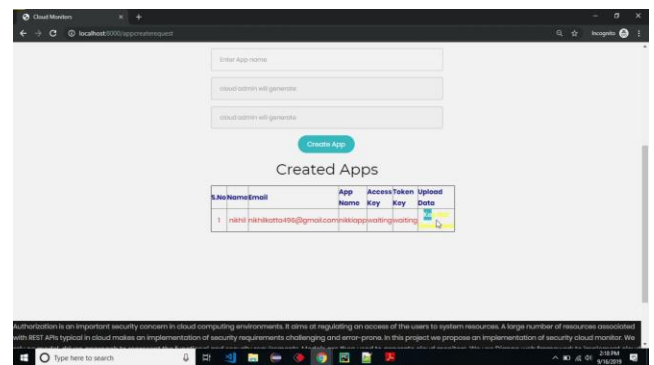 Cloud Monitors
localhost:8000/appcreaterequest
Incognito
Enter App name
cloud admin will generate
cloud admin will generate
Create App
Created Apps
S.No Name Email App Name Access Key Token Key Upload Data
1 nikhil nikhilkatta496@gmail.com nikkiapp waiting waiting
Authorization is an important security concern in cloud computing environments. It aims at regulating an access of the users to system resources. A large number of resources associated
with REST APIs typical in cloud makes an implementation of security requirements challenging and error-prone. In this project we propose an implementation of security cloud monitor. We
Type here to search
2:18 PM
9/16/2019